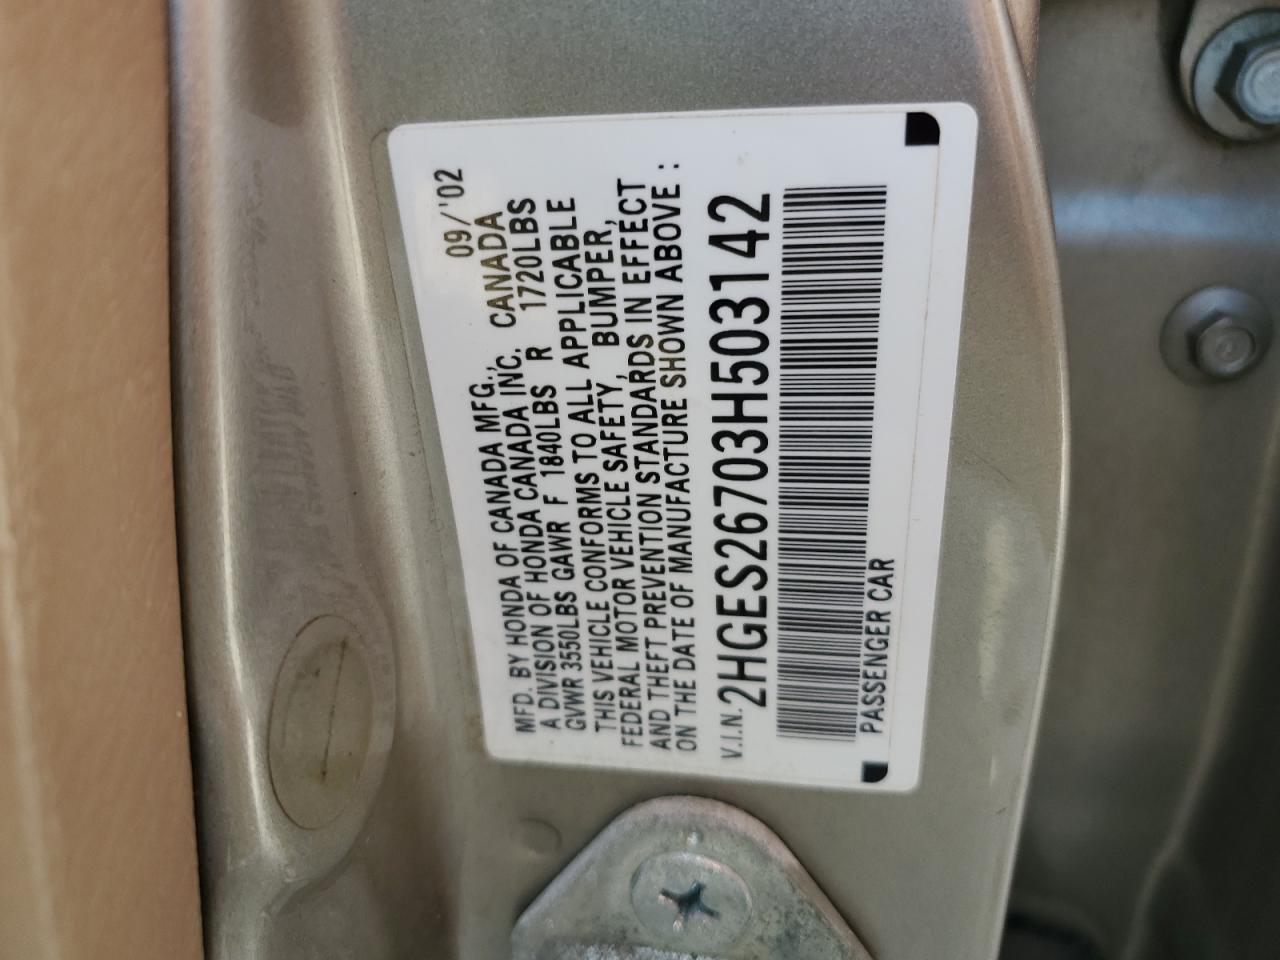 09/'02
MFD. BY HONDA OF CANADA MFG., CANADA
A DIVISION OF HONDA CANADA INC.
GVWR 3550LBS GAWR F 1840LBS R 1720LBS
THIS VEHICLE CONFORMS TO ALL APPLICABLE
FEDERAL MOTOR VEHICLE SAFETY, BUMPER,
AND THEFT PREVENTION STANDARDS IN EFFECT
ON THE DATE OF MANUFACTURE SHOWN ABOVE :
V.I.N. 2HGES26703H503142
PASSENGER CAR